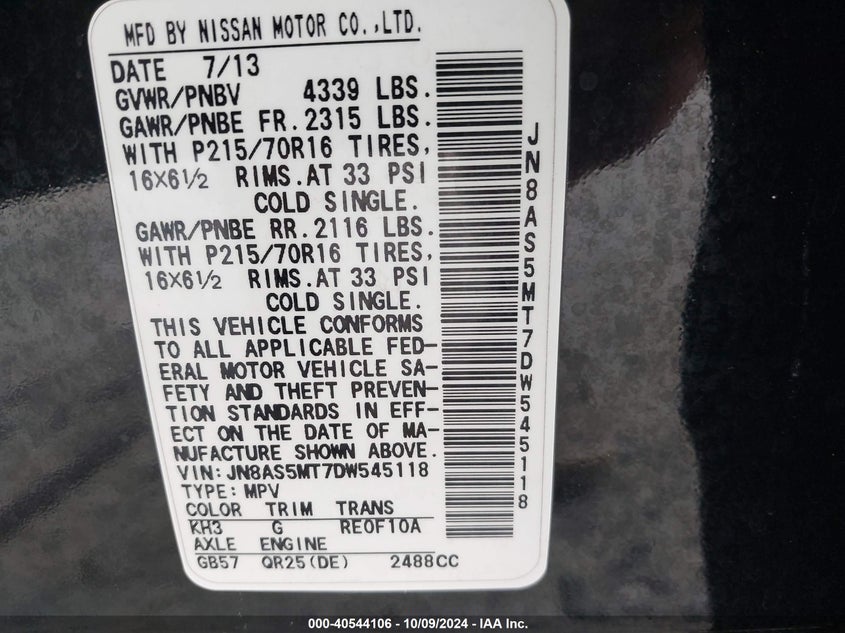 MFD BY NISSAN MOTOR CO.,LTD.
DATE 7/13
GVWR/PNBV 4339 LBS.
GAWR/PNBE FR. 2315 LBS.
WITH P215/70R16 TIRES,
16X6½ RIMS. AT 33 PSI
COLD SINGLE.
GAWR/PNBE RR. 2116 LBS.
WITH P215/70R16 TIRES,
16X6½ RIMS. AT 33 PSI
COLD SINGLE.
THIS VEHICLE CONFORMS
TO ALL APPLICABLE FED-
ERAL MOTOR VEHICLE SA-
FETY AND THEFT PREVEN-
TION STANDARDS IN EFF-
ECT ON THE DATE OF MA-
NUFACTURE SHOWN ABOVE.
VIN: JN8AS5MT7DW545118
TYPE: MPV
COLOR TRIM TRANS
KH3 G RE0F10A
AXLE ENGINE
GB57 QR25(DE) 2488CC
JN8AS5MT7DW545118
000-40544106 - 10/09/2024 - IAA Inc.